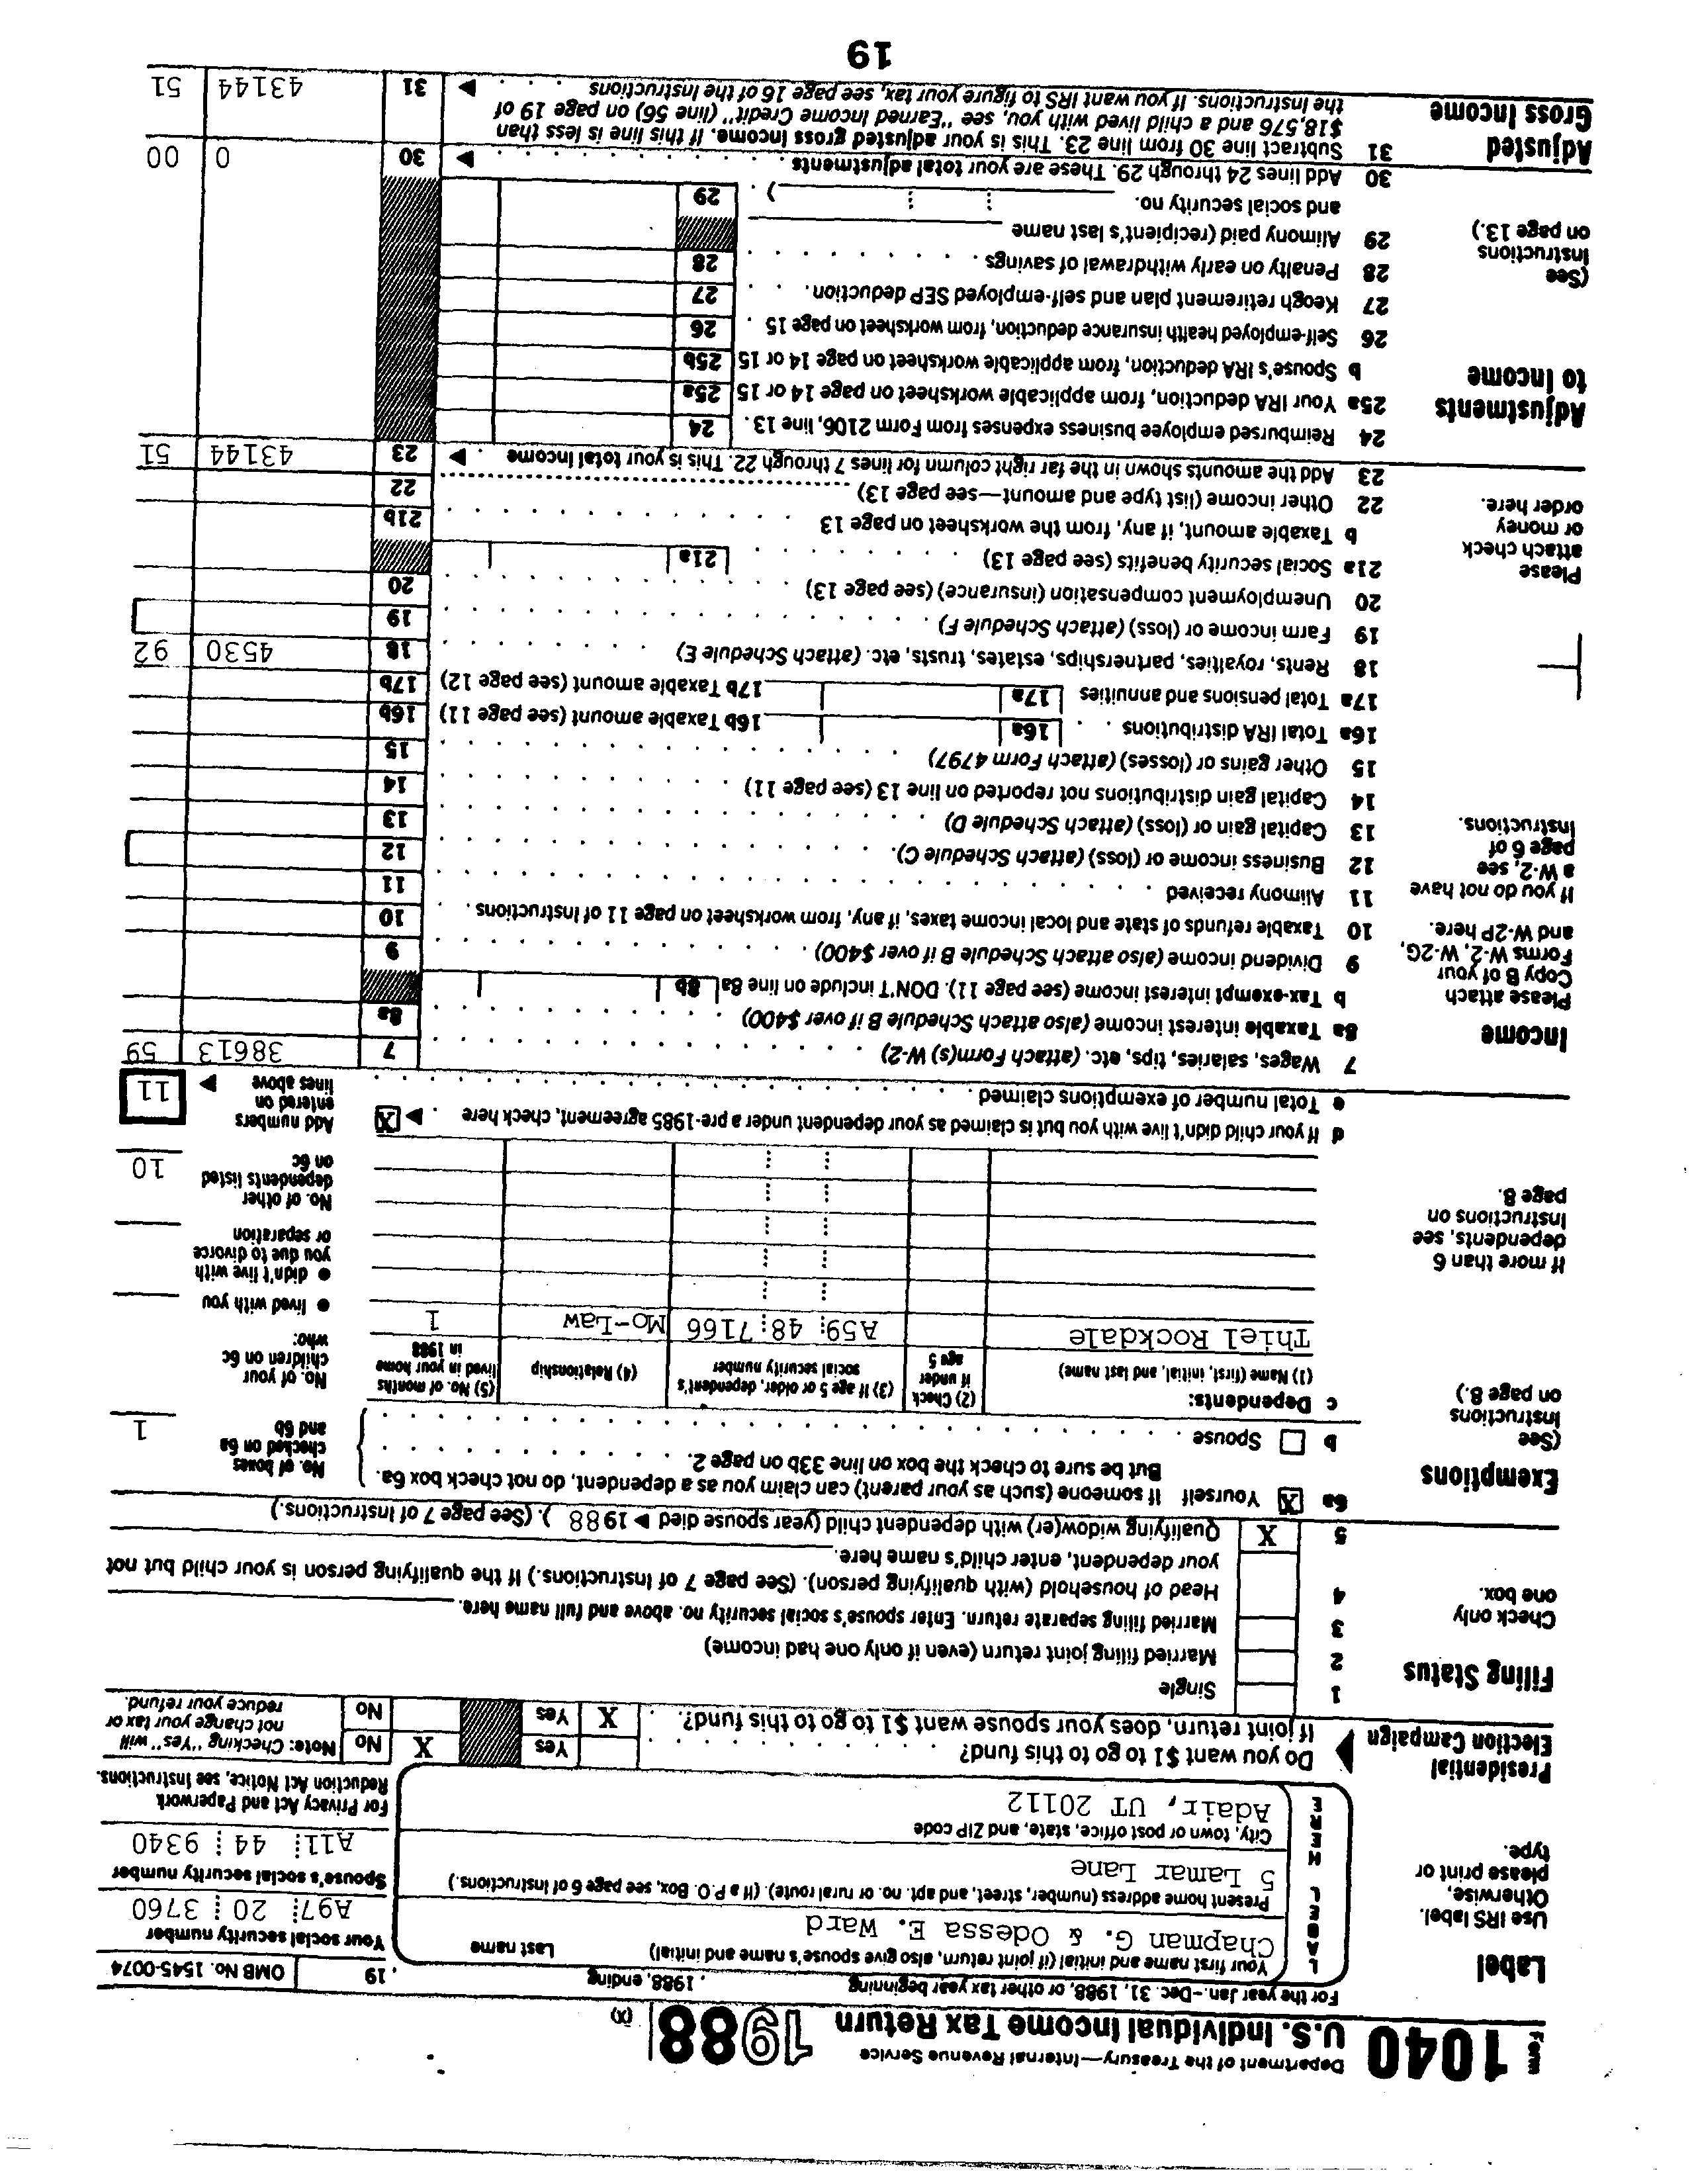 Form 1040 Department of the Treasury—Internal Revenue Service
U.S. Individual Income Tax Return 1988 (X)
For the year Jan.–Dec. 31, 1988, or other tax year beginning , 1988, ending , 19 OMB No. 1545-0074
Label
Use IRS label.
Otherwise,
please print or
type.
LABEL HERE
Your first name and initial (if joint return, also give spouse's name and initial) Last name
Chapman G. & Odessa E. Ward
Your social security number
A97 20 3760
Present home address (number, street, and apt. no. or rural route). (If a P.O. Box, see page 6 of Instructions.)
5 Lamar Lane
Spouse's social security number
A11 44 9340
City, town or post office, state, and ZIP code
Adair, UT 20112
For Privacy Act and Paperwork
Reduction Act Notice, see Instructions.
Presidential
Election Campaign
Do you want $1 to go to this fund? Yes X No
If joint return, does your spouse want $1 to go to this fund? X Yes No
Note: Checking "Yes" will
not change your tax or
reduce your refund.
Filing Status
Check only
one box.
1 Single
2 Married filing joint return (even if only one had income)
3 Married filing separate return. Enter spouse's social security no. above and full name here.
4 Head of household (with qualifying person). (See page 7 of Instructions.) If the qualifying person is your child but not
your dependent, enter child's name here.
5 X Qualifying widow(er) with dependent child (year spouse died ▶ 1988 ). (See page 7 of Instructions.)
Exemptions
(See
Instructions
on page 8.)
6a X Yourself If someone (such as your parent) can claim you as a dependent, do not check box 6a.
But be sure to check the box on line 33b on page 2.
b Spouse
No. of boxes
checked on 6a
and 6b 1
c Dependents:
(1) Name (first, initial, and last name)
(2) Check
if under
age 5
(3) If age 5 or older, dependent's
social security number
(4) Relationship
(5) No. of months
lived in your home
in 1988
Thiel Rockdale A59 48 7166 Mo-Law 1
No. of your
children on 6c
who:
● lived with you
● didn't live with
you due to divorce
or separation
No. of other
dependents listed
on 6c 10
If more than 6
dependents, see
Instructions on
page 8.
d If your child didn't live with you but is claimed as your dependent under a pre-1985 agreement, check here ▶ X
e Total number of exemptions claimed
Add numbers
entered on
lines above ▶ 11
Income
Please attach
Copy B of your
Forms W-2, W-2G,
and W-2P here.
If you do not have
a W-2, see
page 6 of
Instructions.
7 Wages, salaries, tips, etc. (attach Form(s) W-2) 7 38613 59
8a Taxable interest income (also attach Schedule B if over $400) 8a
b Tax-exempt interest income (see page 11). DON'T include on line 8a 8b
9 Dividend income (also attach Schedule B if over $400) 9
10 Taxable refunds of state and local income taxes, if any, from worksheet on page 11 of Instructions 10
11 Alimony received 11
12 Business income or (loss) (attach Schedule C) 12
13 Capital gain or (loss) (attach Schedule D) 13
14 Capital gain distributions not reported on line 13 (see page 11) 14
15 Other gains or (losses) (attach Form 4797) 15
16a Total IRA distributions 16a 16b Taxable amount (see page 11) 16b
17a Total pensions and annuities 17a 17b Taxable amount (see page 12) 17b
18 Rents, royalties, partnerships, estates, trusts, etc. (attach Schedule E) 18 4530 92
19 Farm income or (loss) (attach Schedule F) 19
20 Unemployment compensation (insurance) (see page 13) 20
21a Social security benefits (see page 13) 21a
b Taxable amount, if any, from the worksheet on page 13 21b
22 Other income (list type and amount—see page 13) 22
23 Add the amounts shown in the far right column for lines 7 through 22. This is your total income ▶ 23 43144 51
Please
attach check
or money
order here.
Adjustments
to Income
(See
Instructions
on page 13.)
24 Reimbursed employee business expenses from Form 2106, line 13. 24
25a Your IRA deduction, from applicable worksheet on page 14 or 15 25a
b Spouse's IRA deduction, from applicable worksheet on page 14 or 15 25b
26 Self-employed health insurance deduction, from worksheet on page 15 26
27 Keogh retirement plan and self-employed SEP deduction 27
28 Penalty on early withdrawal of savings 28
29 Alimony paid (recipient's last name
and social security no. ) 29
30 Add lines 24 through 29. These are your total adjustments ▶ 30 0 00
Adjusted
Gross Income
31 Subtract line 30 from line 23. This is your adjusted gross income. If this line is less than
$18,576 and a child lived with you, see "Earned Income Credit" (line 56) on page 19 of
the Instructions. If you want IRS to figure your tax, see page 16 of the Instructions ▶ 31 43144 51
19